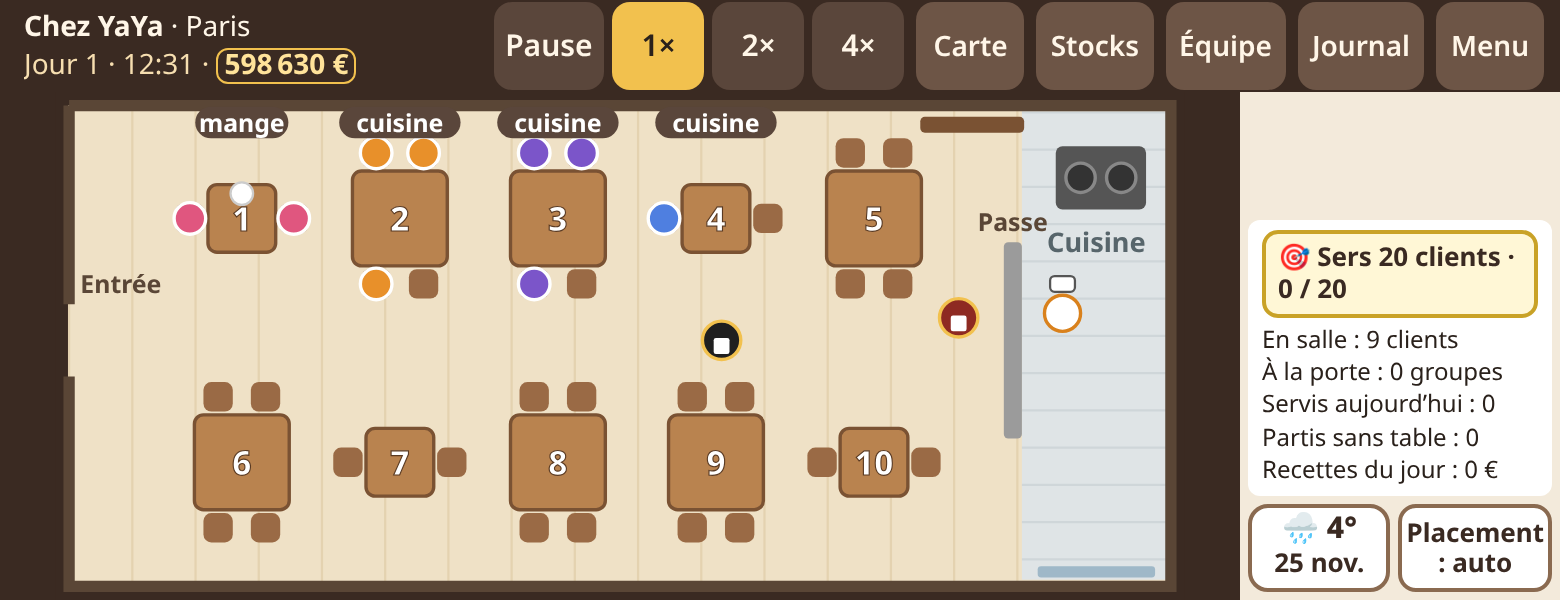 Chez YaYa · Paris
Jour 1 · 12:31 · 598 630 €
Pause
1×
2×
4×
Carte
Stocks
Équipe
Journal
Menu
mange
cuisine
cuisine
cuisine
1
2
3
4
5
Passe
Cuisine
Entrée
6
7
8
9
10
🎯 Sers 20 clients ·
0 / 20
En salle : 9 clients
À la porte : 0 groupes
Servis aujourd’hui : 0
Partis sans table : 0
Recettes du jour : 0 €
🌧️ 4°
25 nov.
Placement
: auto